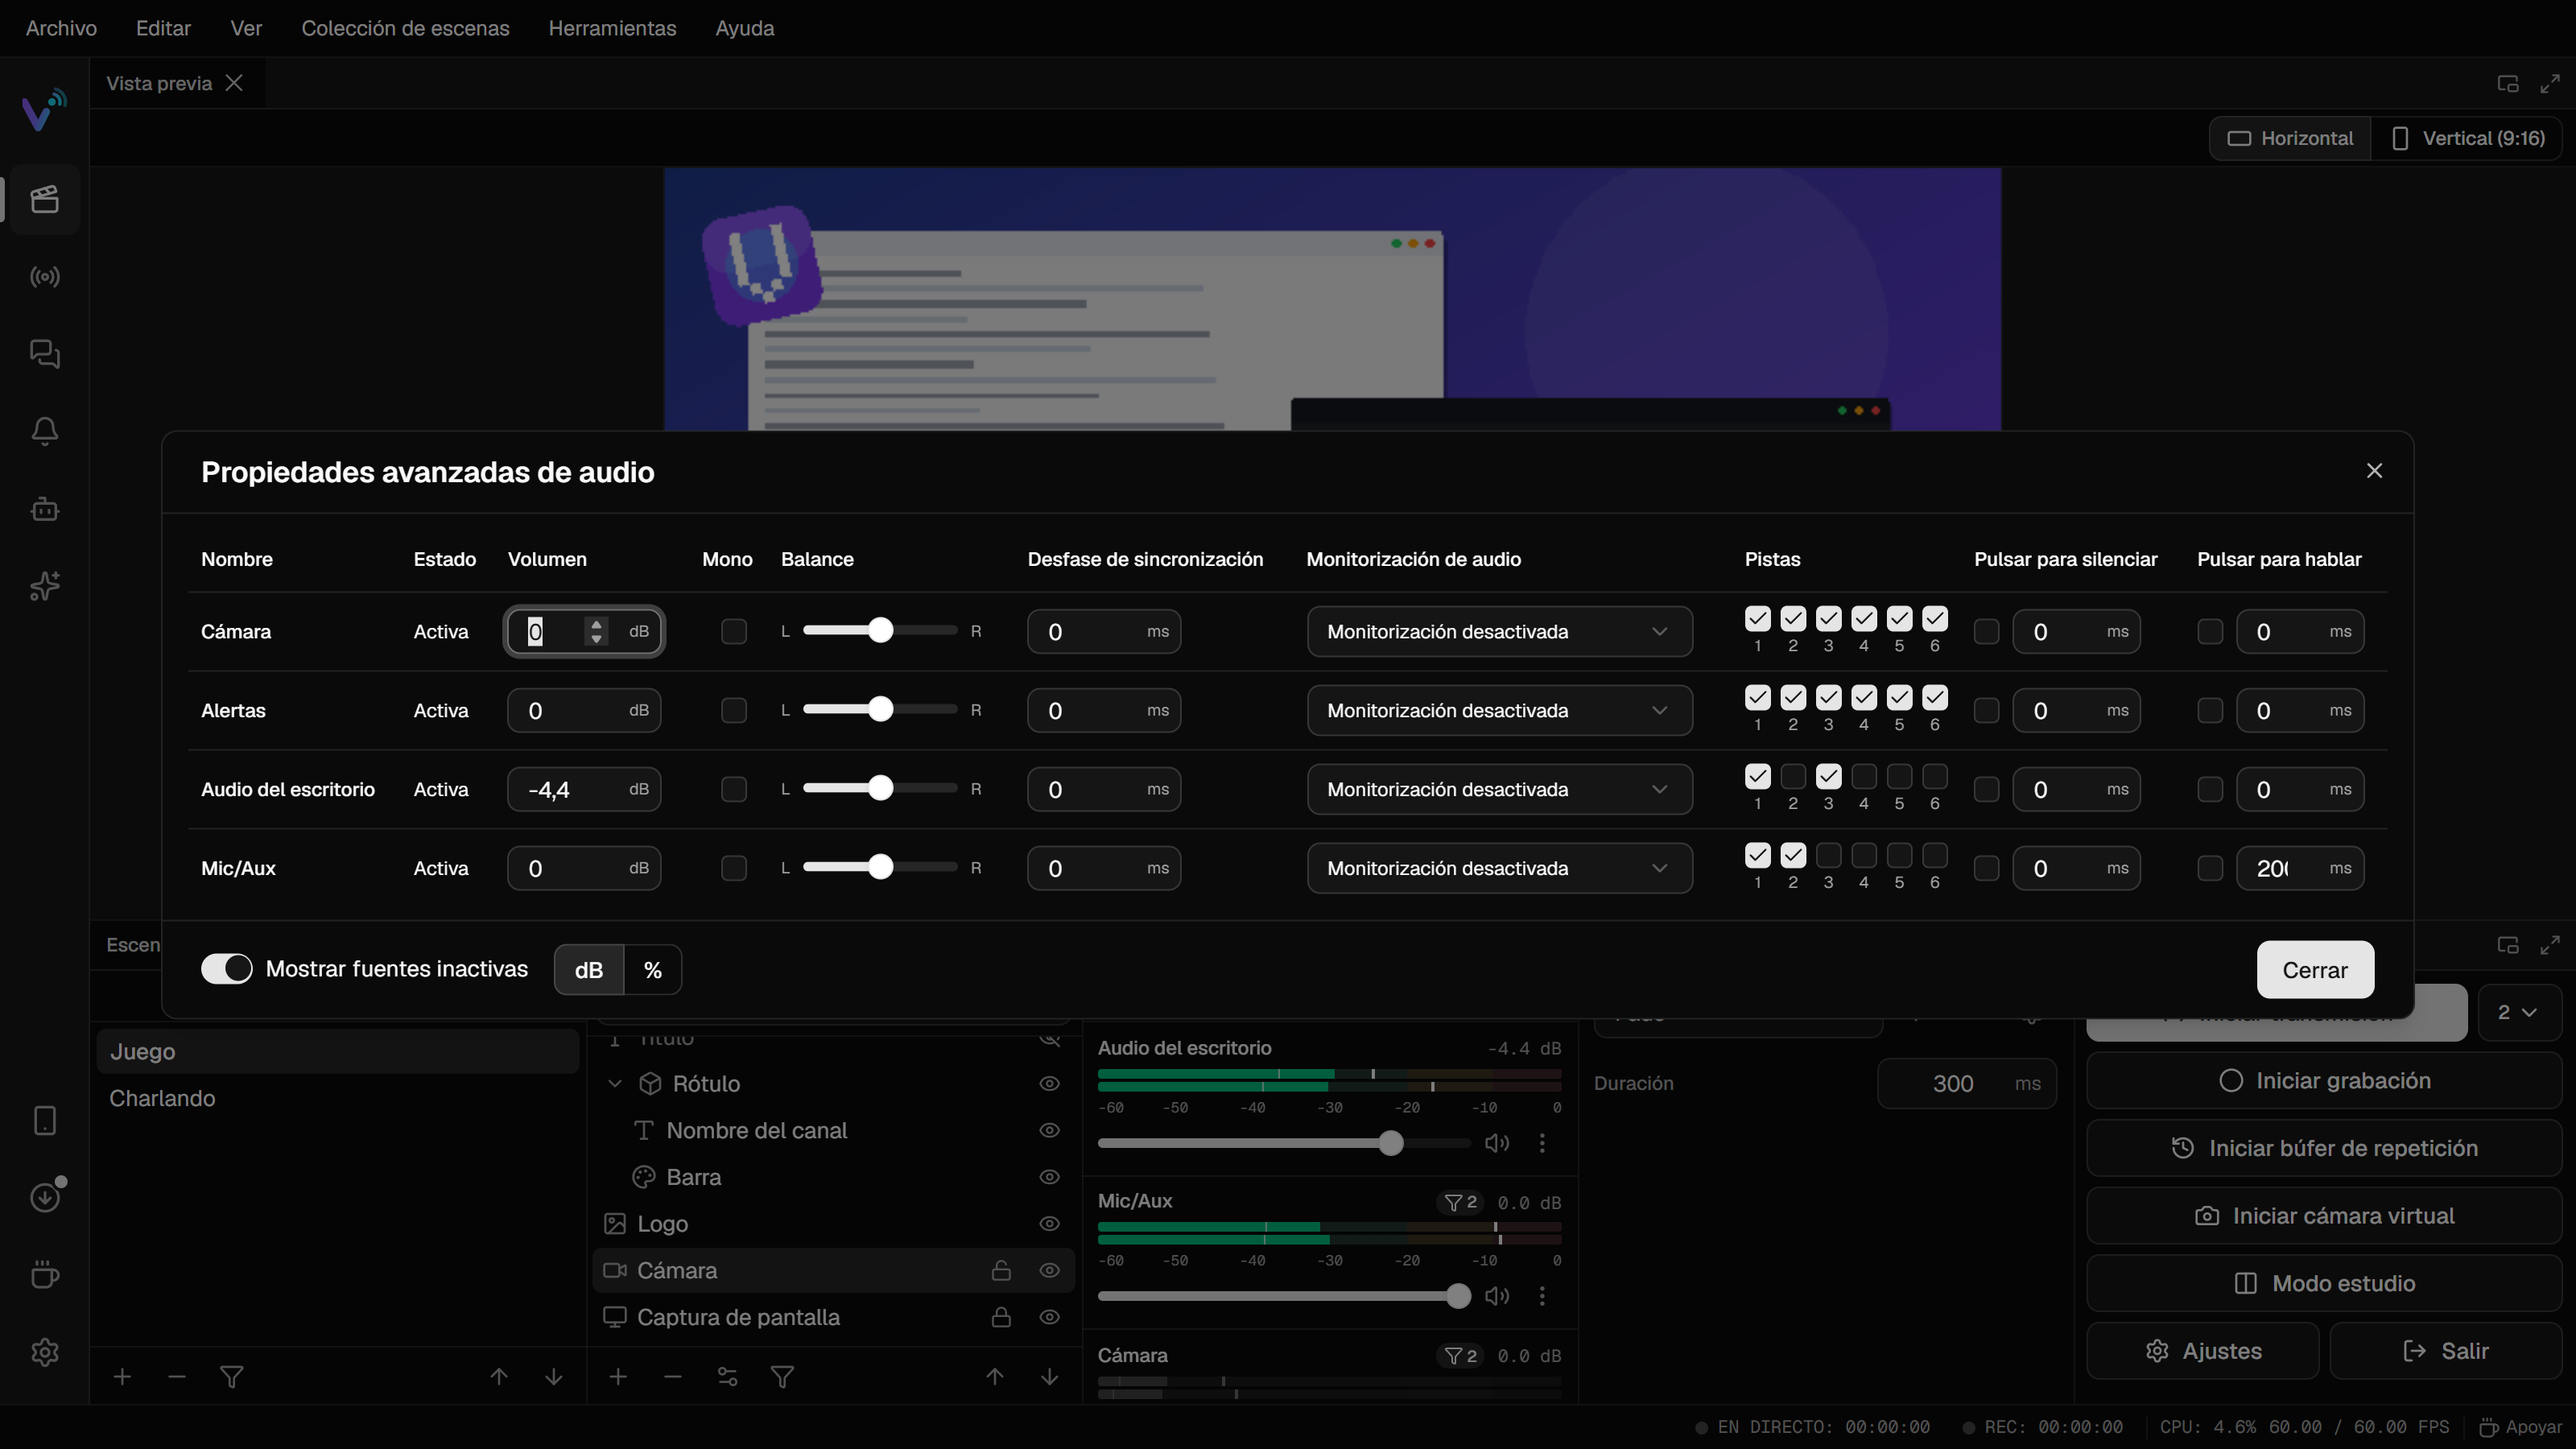 Archivo Editar Ver Colección de escenas Herramientas Ayuda
Vista previa
Horizontal Vertical (9:16)
Propiedades avanzadas de audio
Nombre Estado Volumen Mono Balance Desfase de sincronización Monitorización de audio Pistas Pulsar para silenciar Pulsar para hablar
Cámara Activa 0 dB L R 0 ms Monitorización desactivada 1 2 3 4 5 6 0 ms 0 ms
Alertas Activa 0 dB L R 0 ms Monitorización desactivada 1 2 3 4 5 6 0 ms 0 ms
Audio del escritorio Activa -4,4 dB L R 0 ms Monitorización desactivada 1 2 3 4 5 6 0 ms 0 ms
Mic/Aux Activa 0 dB L R 0 ms Monitorización desactivada 1 2 3 4 5 6 0 ms ms
Mostrar fuentes inactivas dB % Cerrar
Juego
Charlando
Rótulo
Nombre del canal
Barra
Logo
Cámara
Captura de pantalla
Audio del escritorio -4.4 dB
-60 -50 -40 -30 -20 -10 0
Mic/Aux 2 0.0 dB
-60 -50 -40 -30 -20 -10 0
Cámara 2 0.0 dB
Duración 300 ms
2
Iniciar grabación
Iniciar búfer de repetición
Iniciar cámara virtual
Modo estudio
Ajustes Salir
EN DIRECTO: 00:00:00 REC: 00:00:00 CPU: 4.6% 60.00 / 60.00 FPS Apoyar